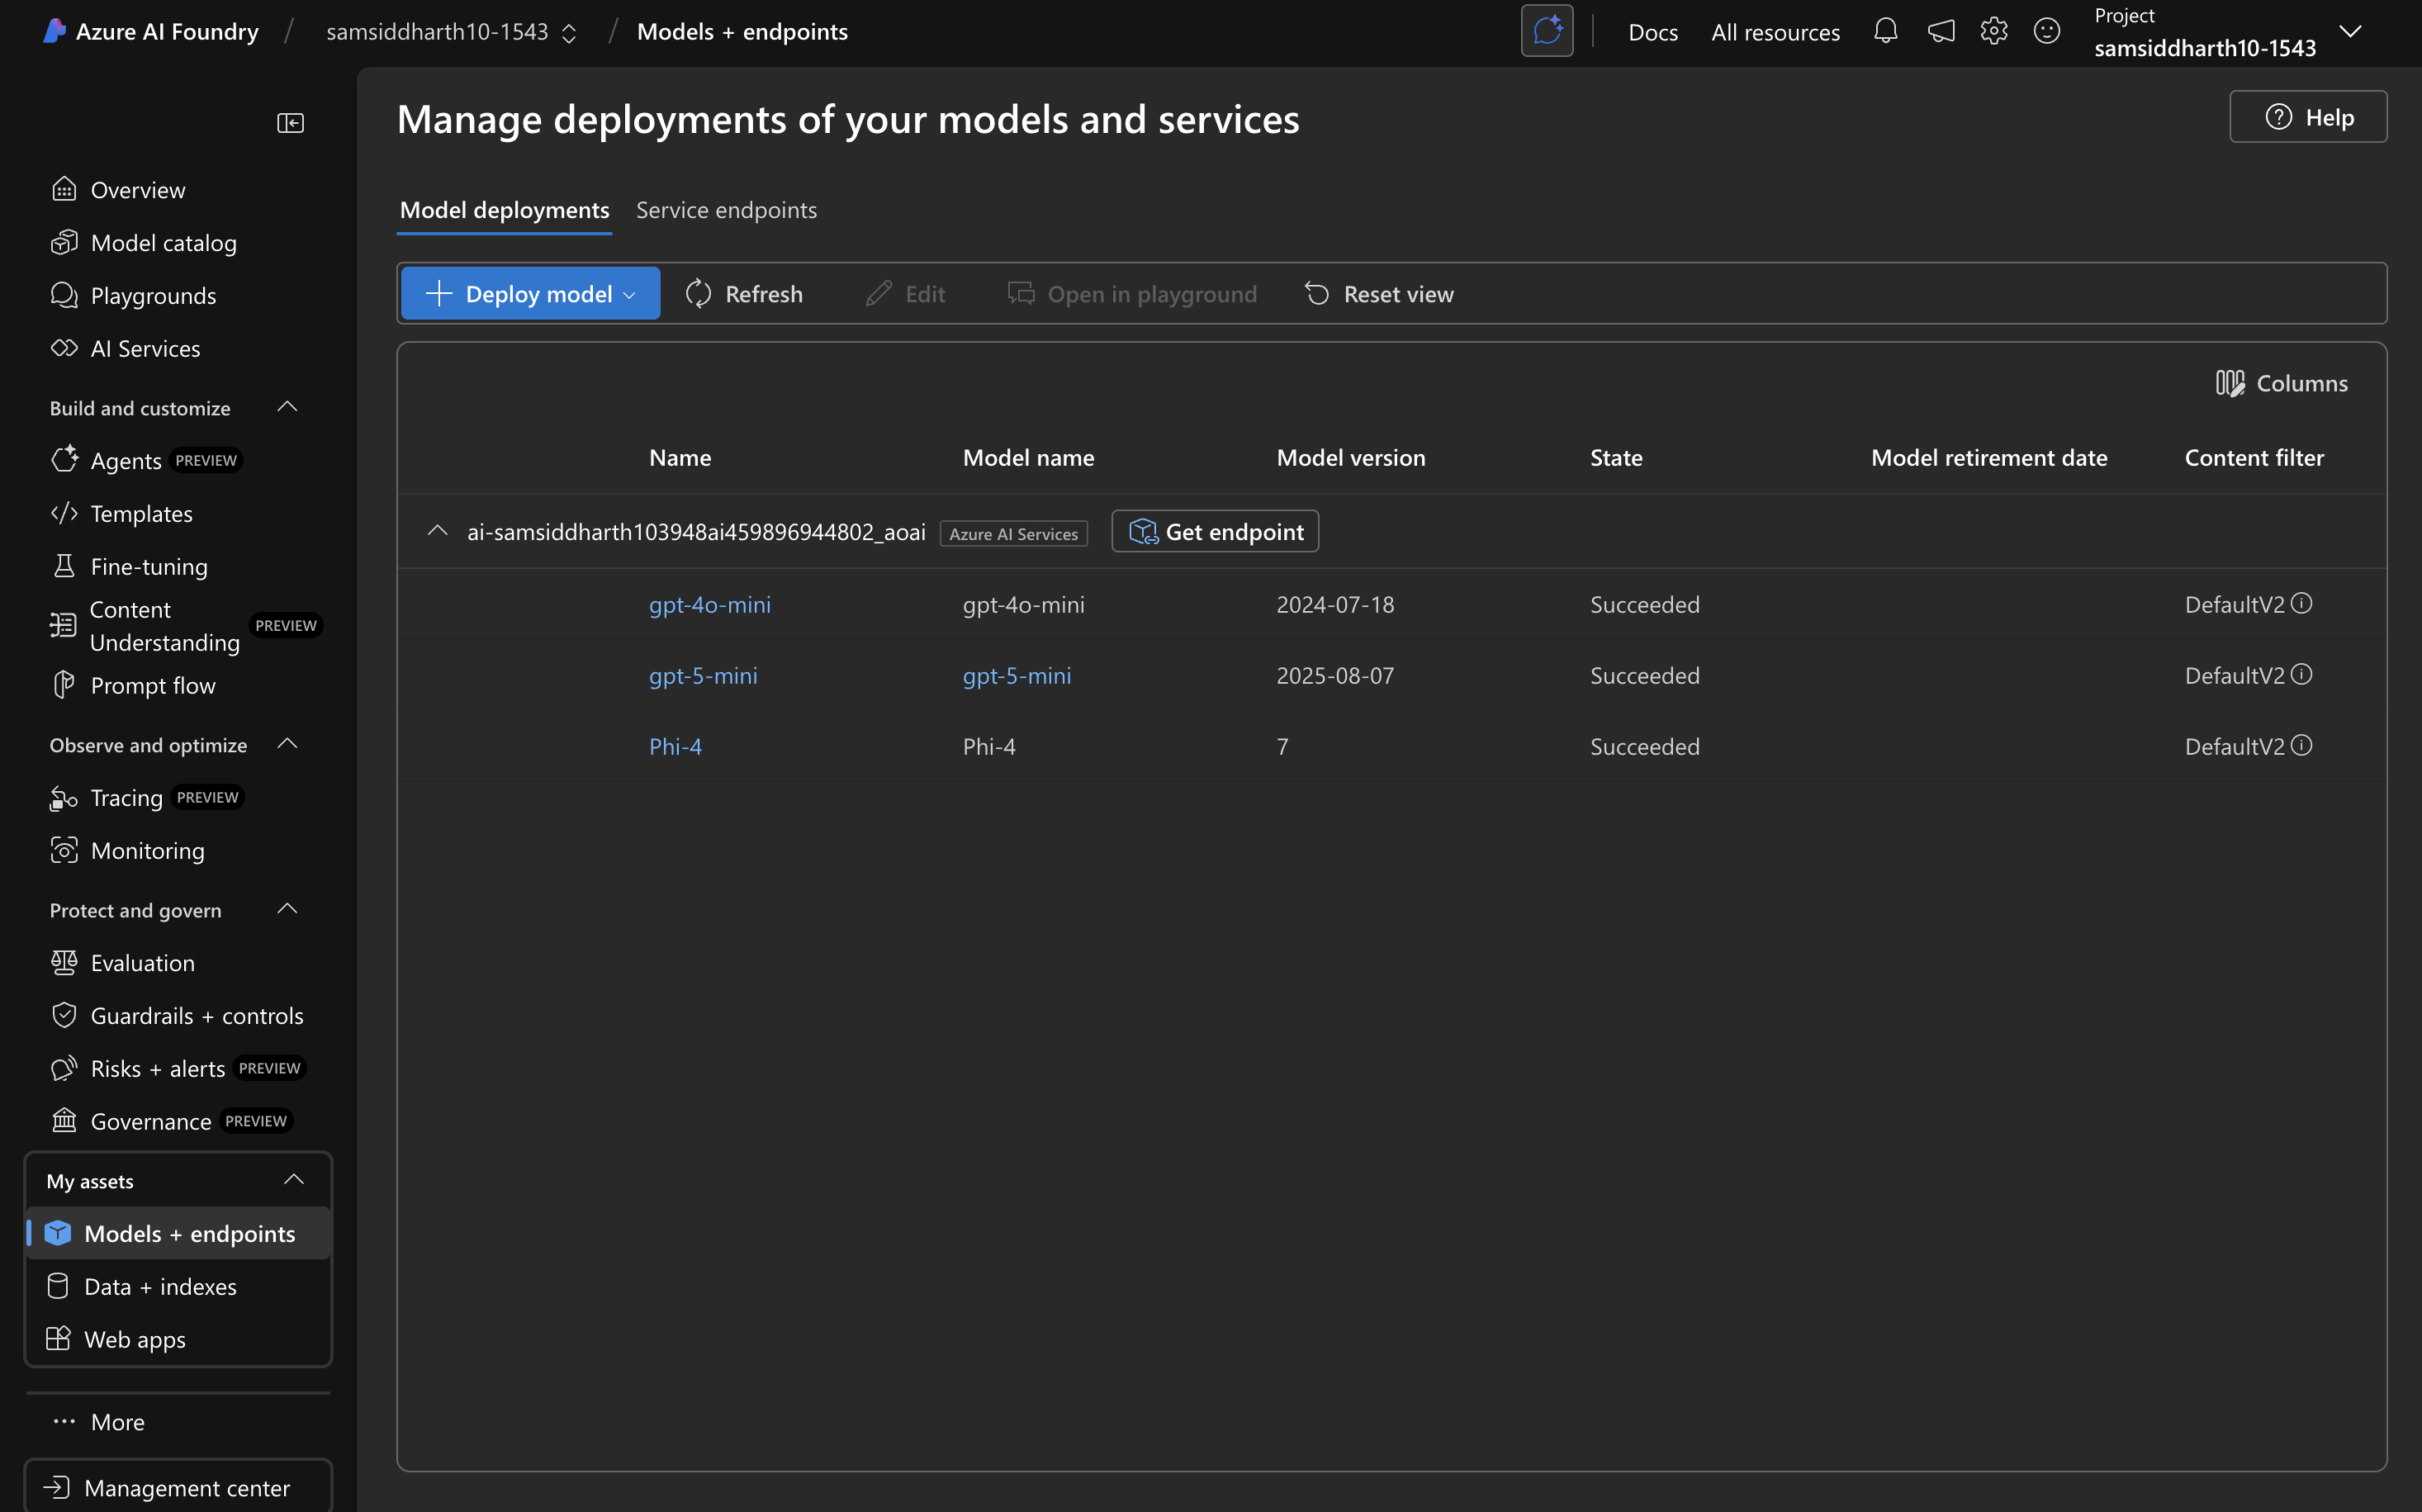 Azure AI Foundry / samsiddharth10-1543 / Models + endpoints
Docs All resources Project samsiddharth10-1543
Overview
Model catalog
Playgrounds
AI Services
Build and customize
Agents PREVIEW
Templates
Fine-tuning
Content Understanding PREVIEW
Prompt flow
Observe and optimize
Tracing PREVIEW
Monitoring
Protect and govern
Evaluation
Guardrails + controls
Risks + alerts PREVIEW
Governance PREVIEW
My assets
Models + endpoints
Data + indexes
Web apps
More
Management center
Manage deployments of your models and services
Help
Model deployments Service endpoints
Deploy model Refresh Edit Open in playground Reset view
Columns
Name Model name Model version State Model retirement date Content filter
ai-samsiddharth103948ai459896944802_aoai Azure AI Services Get endpoint
gpt-4o-mini gpt-4o-mini 2024-07-18 Succeeded DefaultV2
gpt-5-mini gpt-5-mini 2025-08-07 Succeeded DefaultV2
Phi-4 Phi-4 7 Succeeded DefaultV2